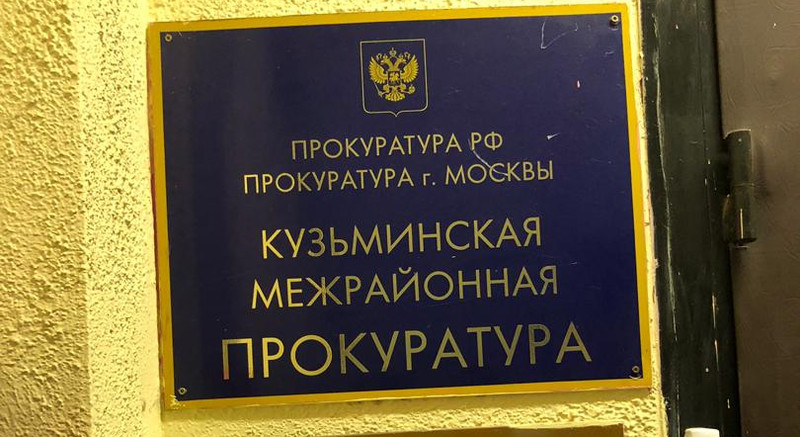 ПРОКУРАТУРА РФ
ПРОКУРАТУРА г. МОСКВЫ
КУЗЬМИНСКАЯ
МЕЖРАЙОННАЯ
ПРОКУРАТУРА